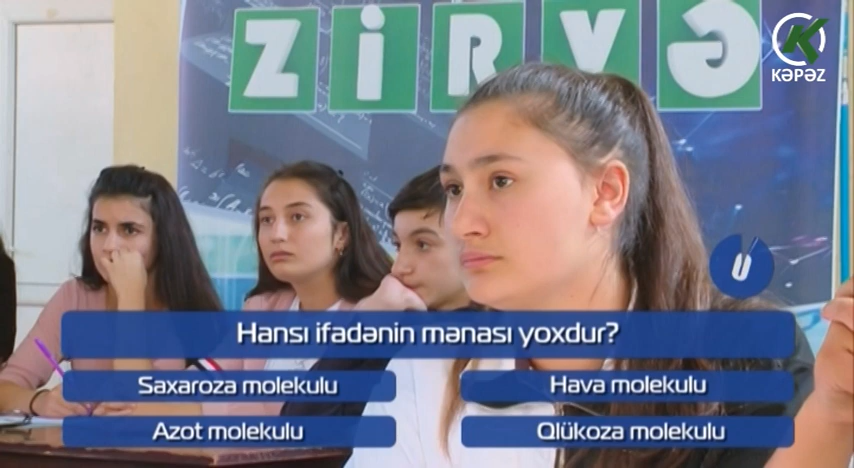 ZİRVƏ
KƏPƏZ
Hansı ifadənin mənası yoxdur?
Saxaroza molekulu
Hava molekulu
Azot molekulu
Qlükoza molekulu